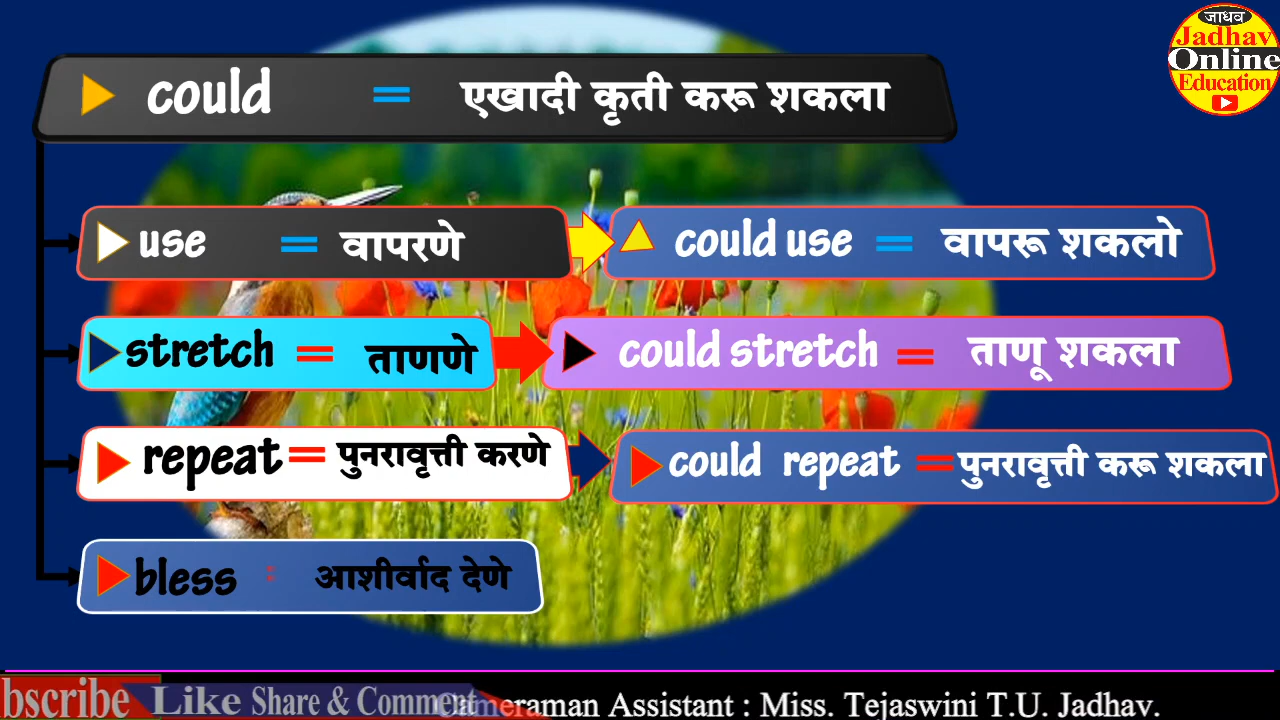 जाधव
Jadhav
Online
Education
could = एखादी कृती करू शकला
use = वापरणे could use = वापरू शकलो
stretch = ताणणे could stretch = ताणू शकला
repeat = पुनरावृत्ती करणे could repeat = पुनरावृत्ती करू शकला
bless : आशीर्वाद देणे
bscribe Like Share & Comment meraman Assistant : Miss. Tejaswini T.U. Jadhav.